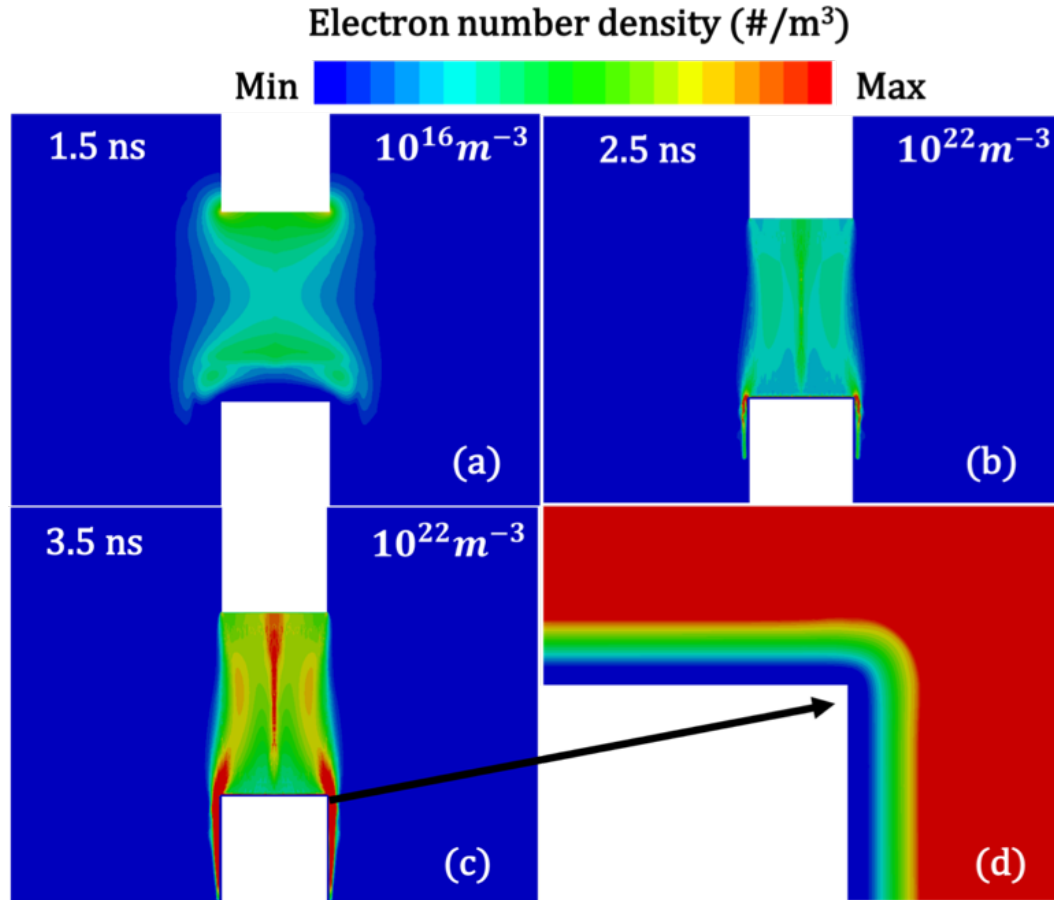 Electron number density (#/m³)
Min Max
1.5 ns 10¹⁶m⁻³
(a)
2.5 ns 10²²m⁻³
(b)
3.5 ns 10²²m⁻³
(c)
(d)